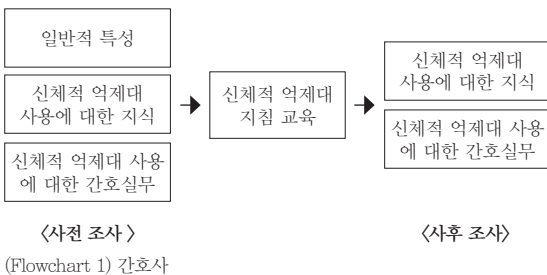 일반적 특성
신체적 억제대
사용에 대한 지식
신체적 억제대 사용
에 대한 간호실무
〈사전 조사 〉
신체적 억제대
지침 교육
신체적 억제대
사용에 대한 지식
신체적 억제대 사용
에 대한 간호실무
〈사후 조사〉
(Flowchart 1) 간호사